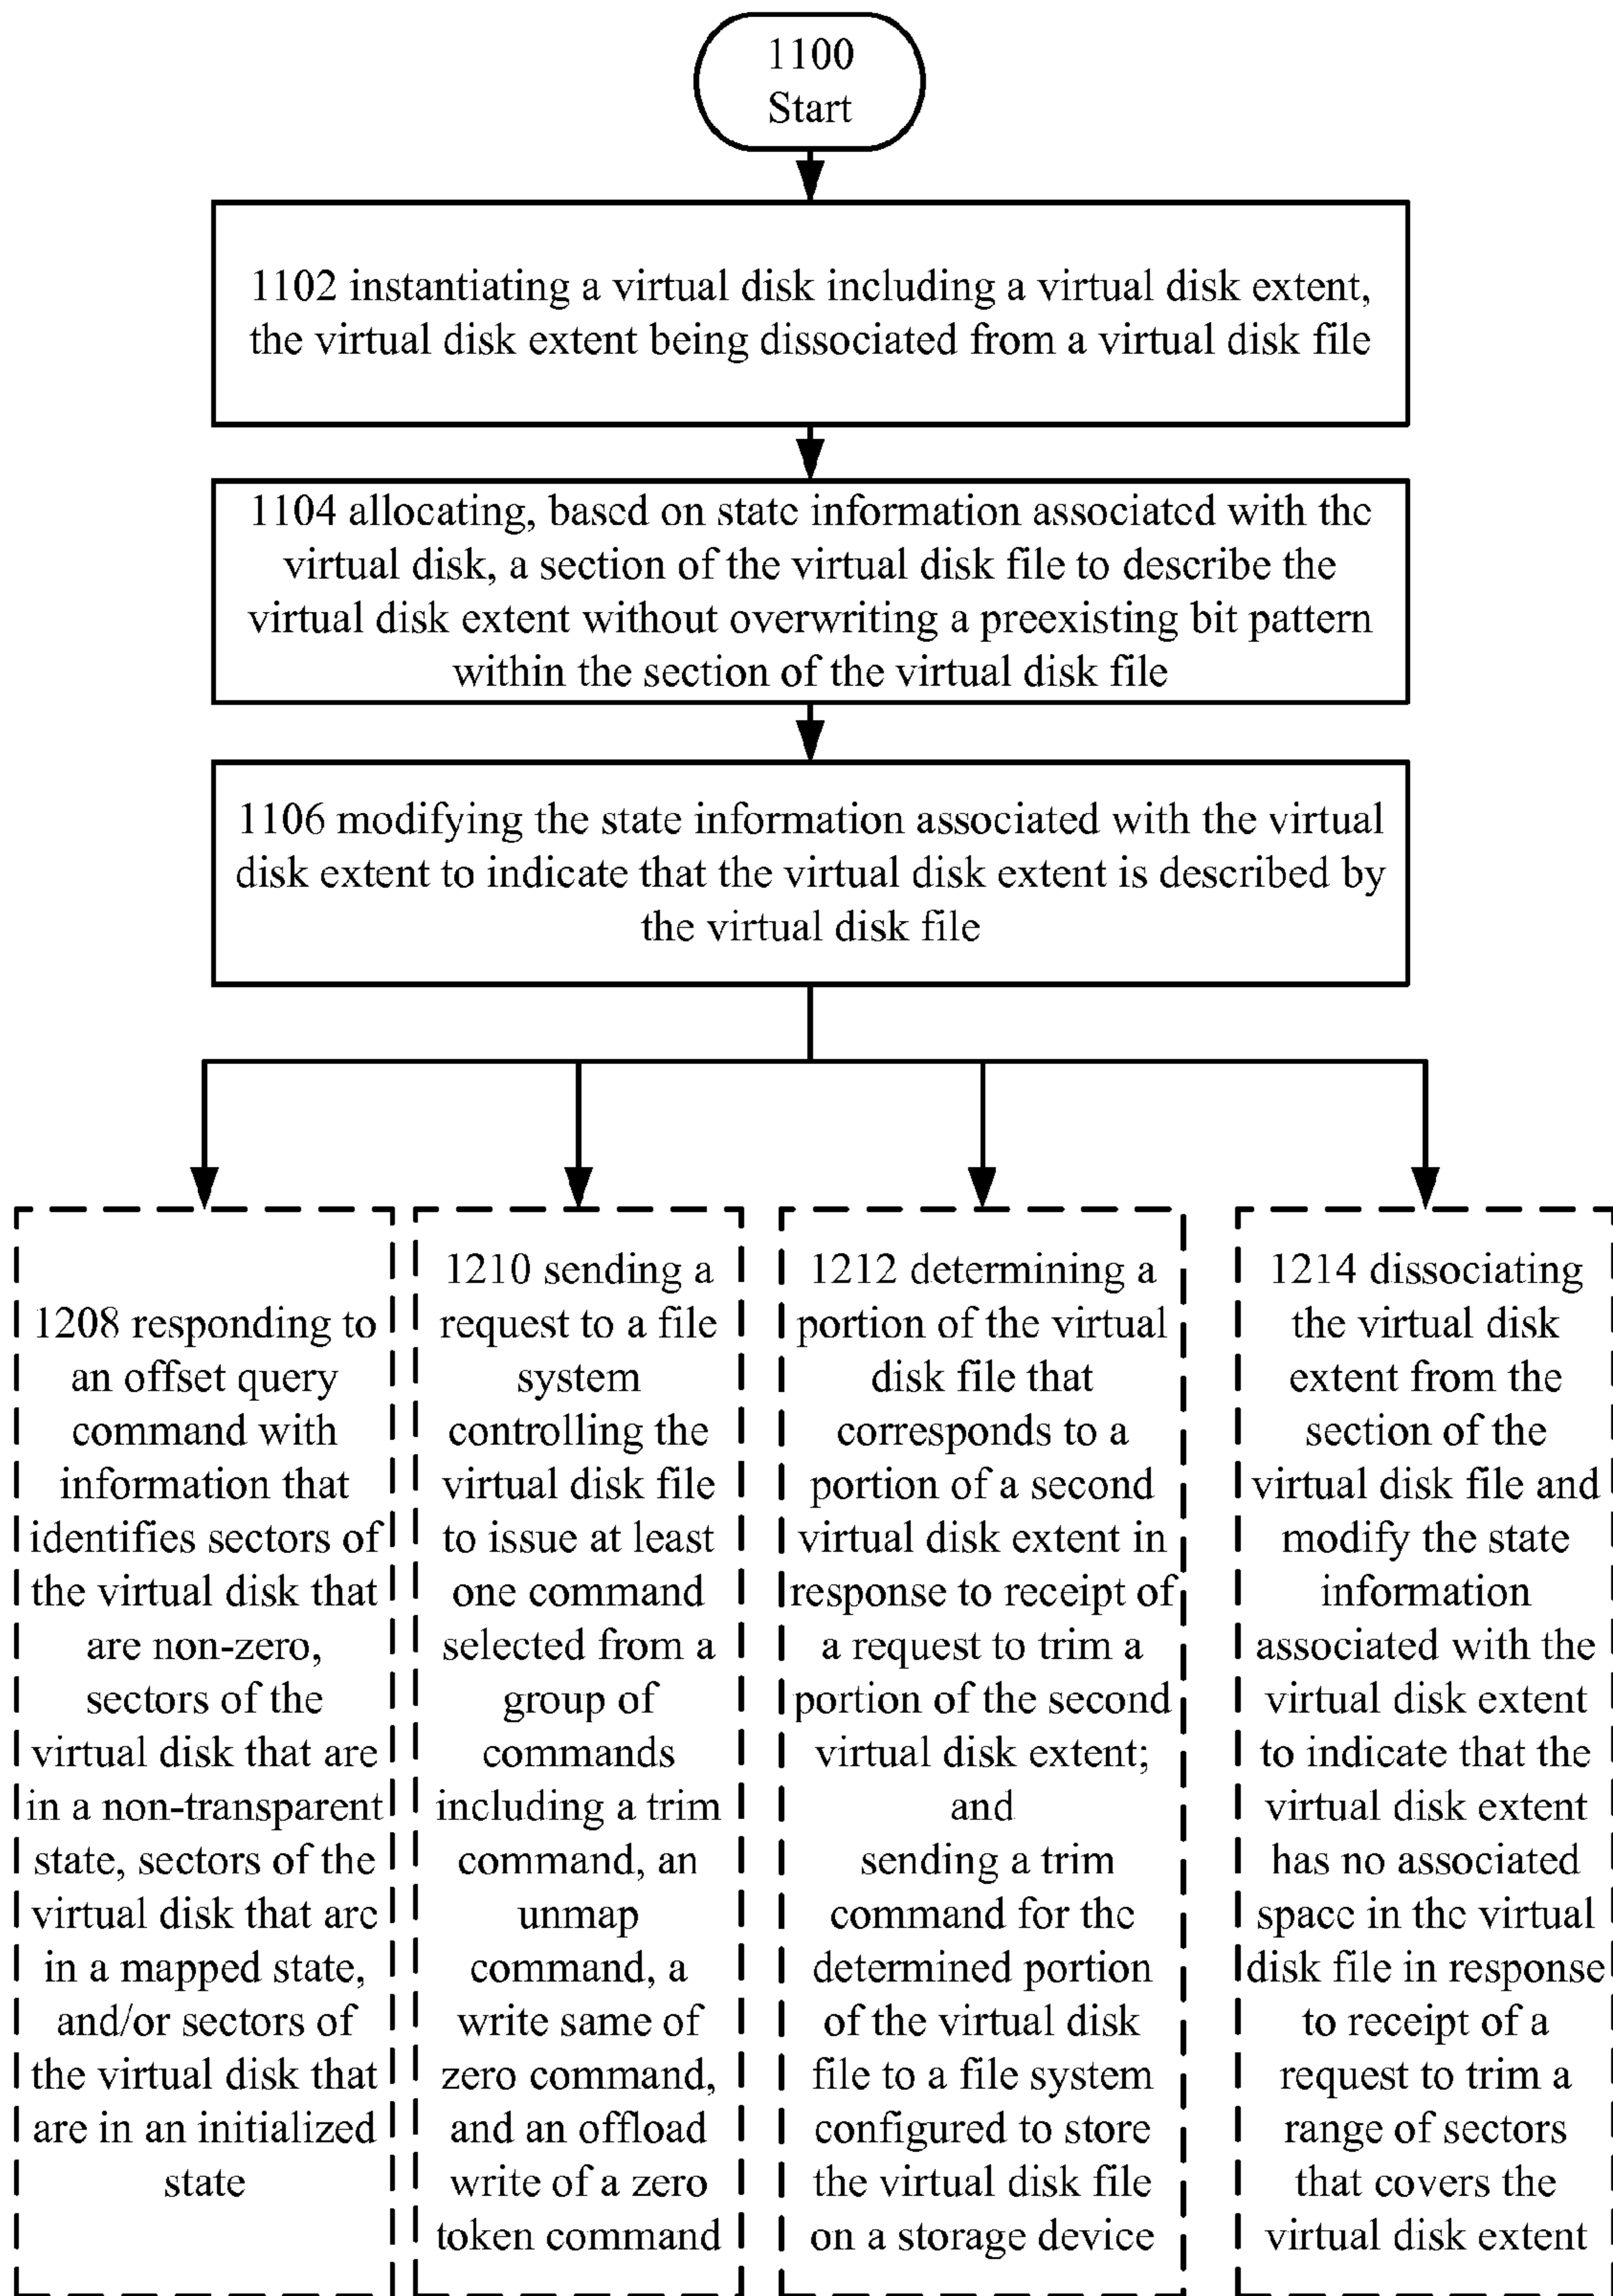 1100
Start
1102 instantiating a virtual disk including a virtual disk extent,
the virtual disk extent being dissociated from a virtual disk file
1104 allocating, based on state information associated with the
virtual disk, a section of the virtual disk file to describe the
virtual disk extent without overwriting a preexisting bit pattern
within the section of the virtual disk file
1106 modifying the state information associated with the virtual
disk extent to indicate that the virtual disk extent is described by
the virtual disk file
1208 responding to
an offset query
command with
information that
identifies sectors of
the virtual disk that
are non-zero,
sectors of the
virtual disk that are
in a non-transparent
state, sectors of the
virtual disk that are
in a mapped state,
and/or sectors of
the virtual disk that
are in an initialized
state
1210 sending a
request to a file
system
controlling the
virtual disk file
to issue at least
one command
selected from a
group of
commands
including a trim
command, an
unmap
command, a
write same of
zero command,
and an offload
write of a zero
token command
1212 determining a
portion of the virtual
disk file that
corresponds to a
portion of a second
virtual disk extent in
response to receipt of
a request to trim a
portion of the second
virtual disk extent;
and
sending a trim
command for the
determined portion
of the virtual disk
file to a file system
configured to store
the virtual disk file
on a storage device
1214 dissociating
the virtual disk
extent from the
section of the
virtual disk file and
modify the state
information
associated with the
virtual disk extent
to indicate that the
virtual disk extent
has no associated
space in the virtual
disk file in response
to receipt of a
request to trim a
range of sectors
that covers the
virtual disk extent